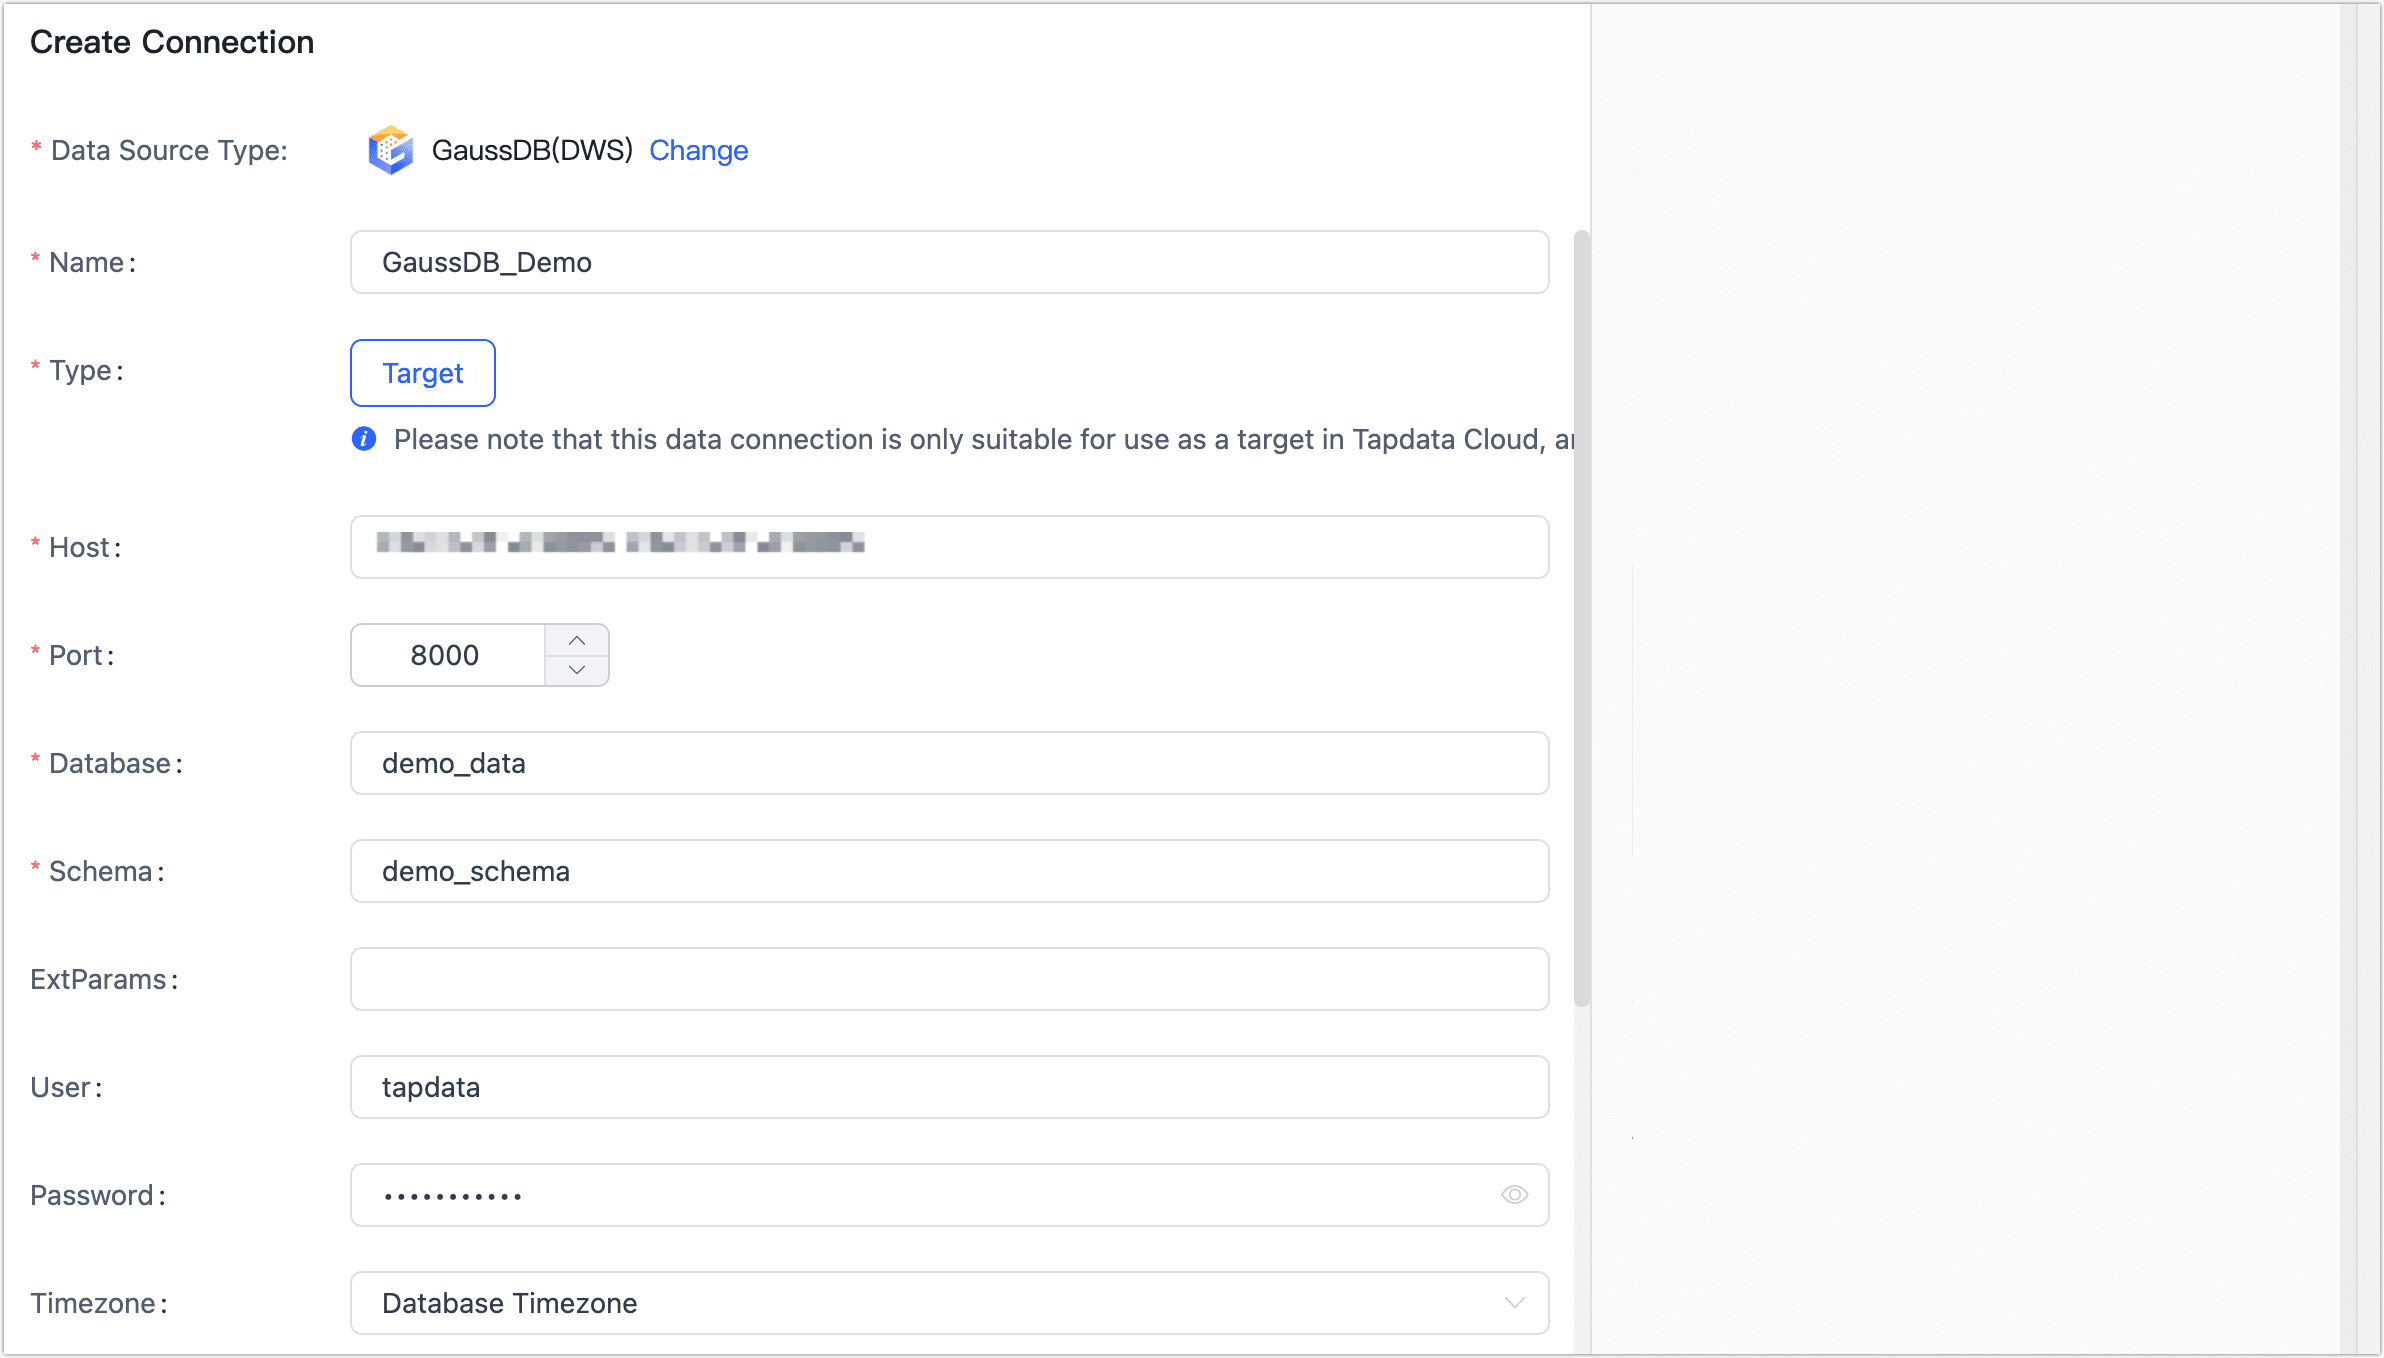 Create Connection
* Data Source Type: GaussDB(DWS) Change
* Name: GaussDB_Demo
* Type: Target
Please note that this data connection is only suitable for use as a target in Tapdata Cloud,
* Host:
* Port: 8000
* Database: demo_data
* Schema: demo_schema
ExtParams:
User: tapdata
Password: •••••••••••
Timezone: Database Timezone